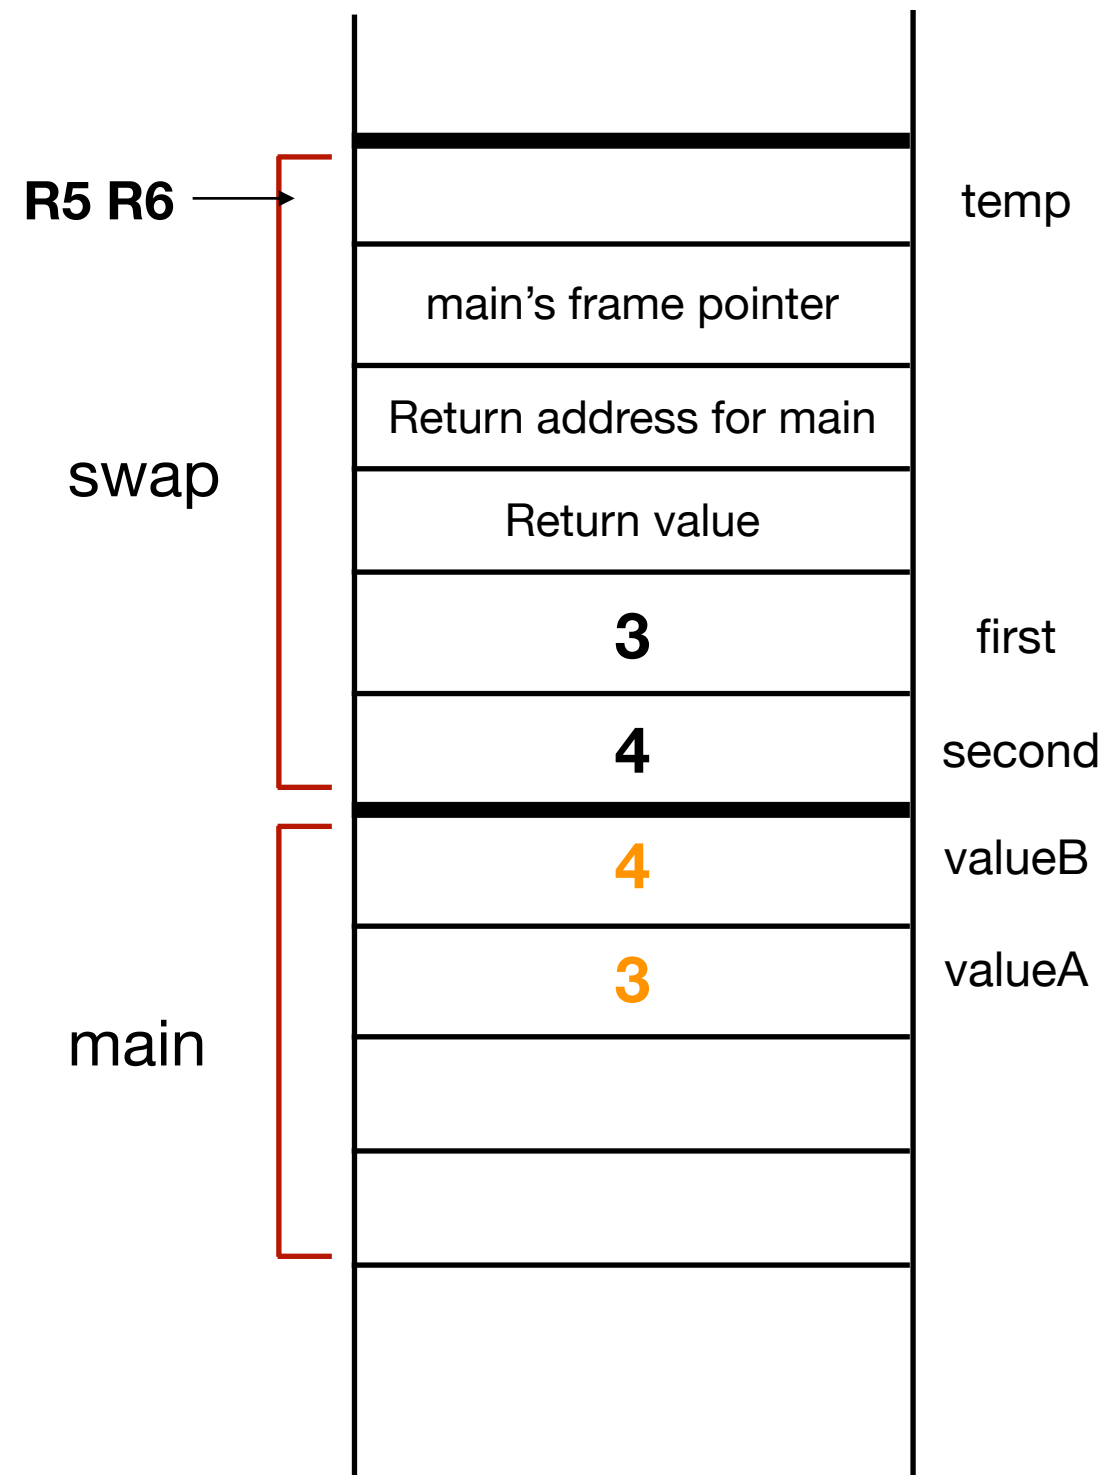 R5 R6
temp
main’s frame pointer
Return address for main
swap
Return value
3
first
4
second
4
valueB
3
valueA
main